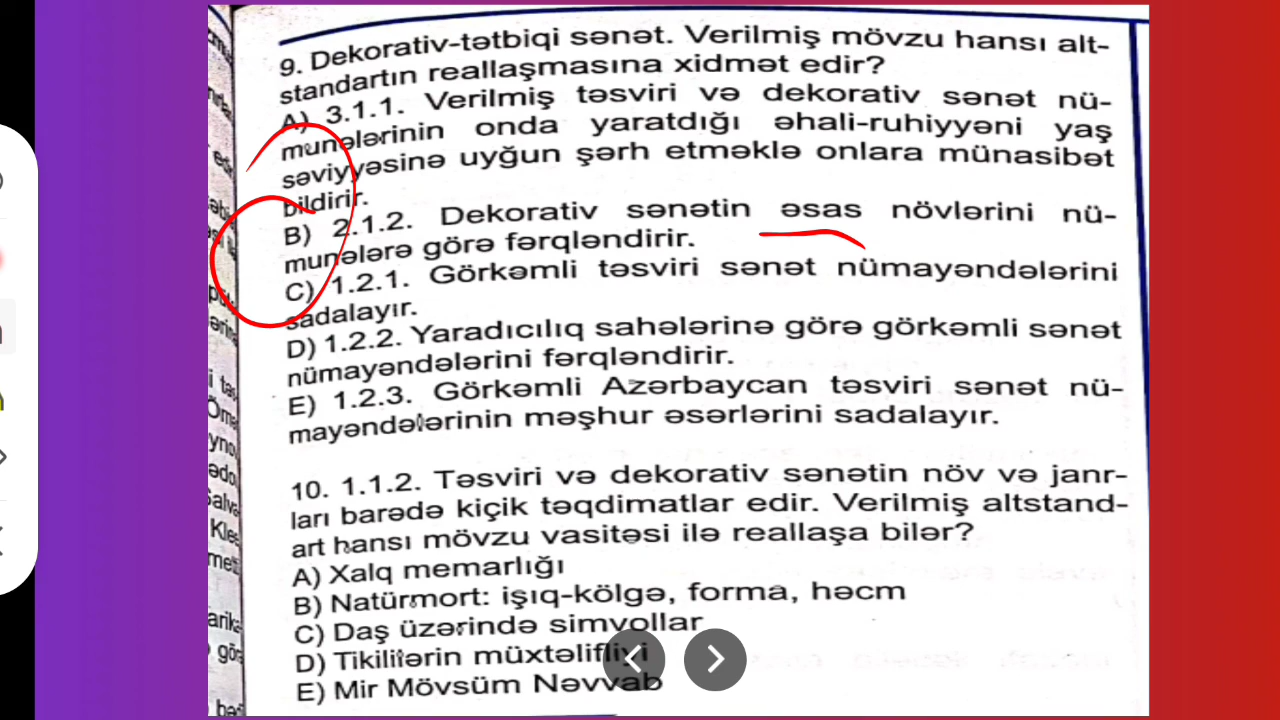 9. Dekorativ-tətbiqi sənət. Verilmiş mövzu hansı alt-
standartın reallaşmasına xidmət edir?
A) 3.1.1. Verilmiş təsviri və dekorativ sənət nü-
munələrinin onda yaratdığı əhali-ruhiyyəni yaş
səviyyəsinə uyğun şərh etməklə onlara münasibət
bildirir.
B) 2.1.2. Dekorativ sənətin əsas növlərini nü-
munələrə görə fərqləndirir.
C) 1.2.1. Görkəmli təsviri sənət nümayəndələrini
sadalayır.
D) 1.2.2. Yaradıcılıq sahələrinə görə görkəmli sənət
nümayəndələrini fərqləndirir.
E) 1.2.3. Görkəmli Azərbaycan təsviri sənət nü-
mayəndələrinin məşhur əsərlərini sadalayır.
10. 1.1.2. Təsviri və dekorativ sənətin növ və janr-
ları barədə kiçik təqdimatlar edir. Verilmiş altstand-
art hansı mövzu vasitəsi ilə reallaşa bilər?
A) Xalq memarlığı
B) Natürmort: işıq-kölgə, forma, həcm
C) Daş üzərində simvollar
D) Tikililərin müxtəlifliyi
E) Mir Mövsüm Nəvvab